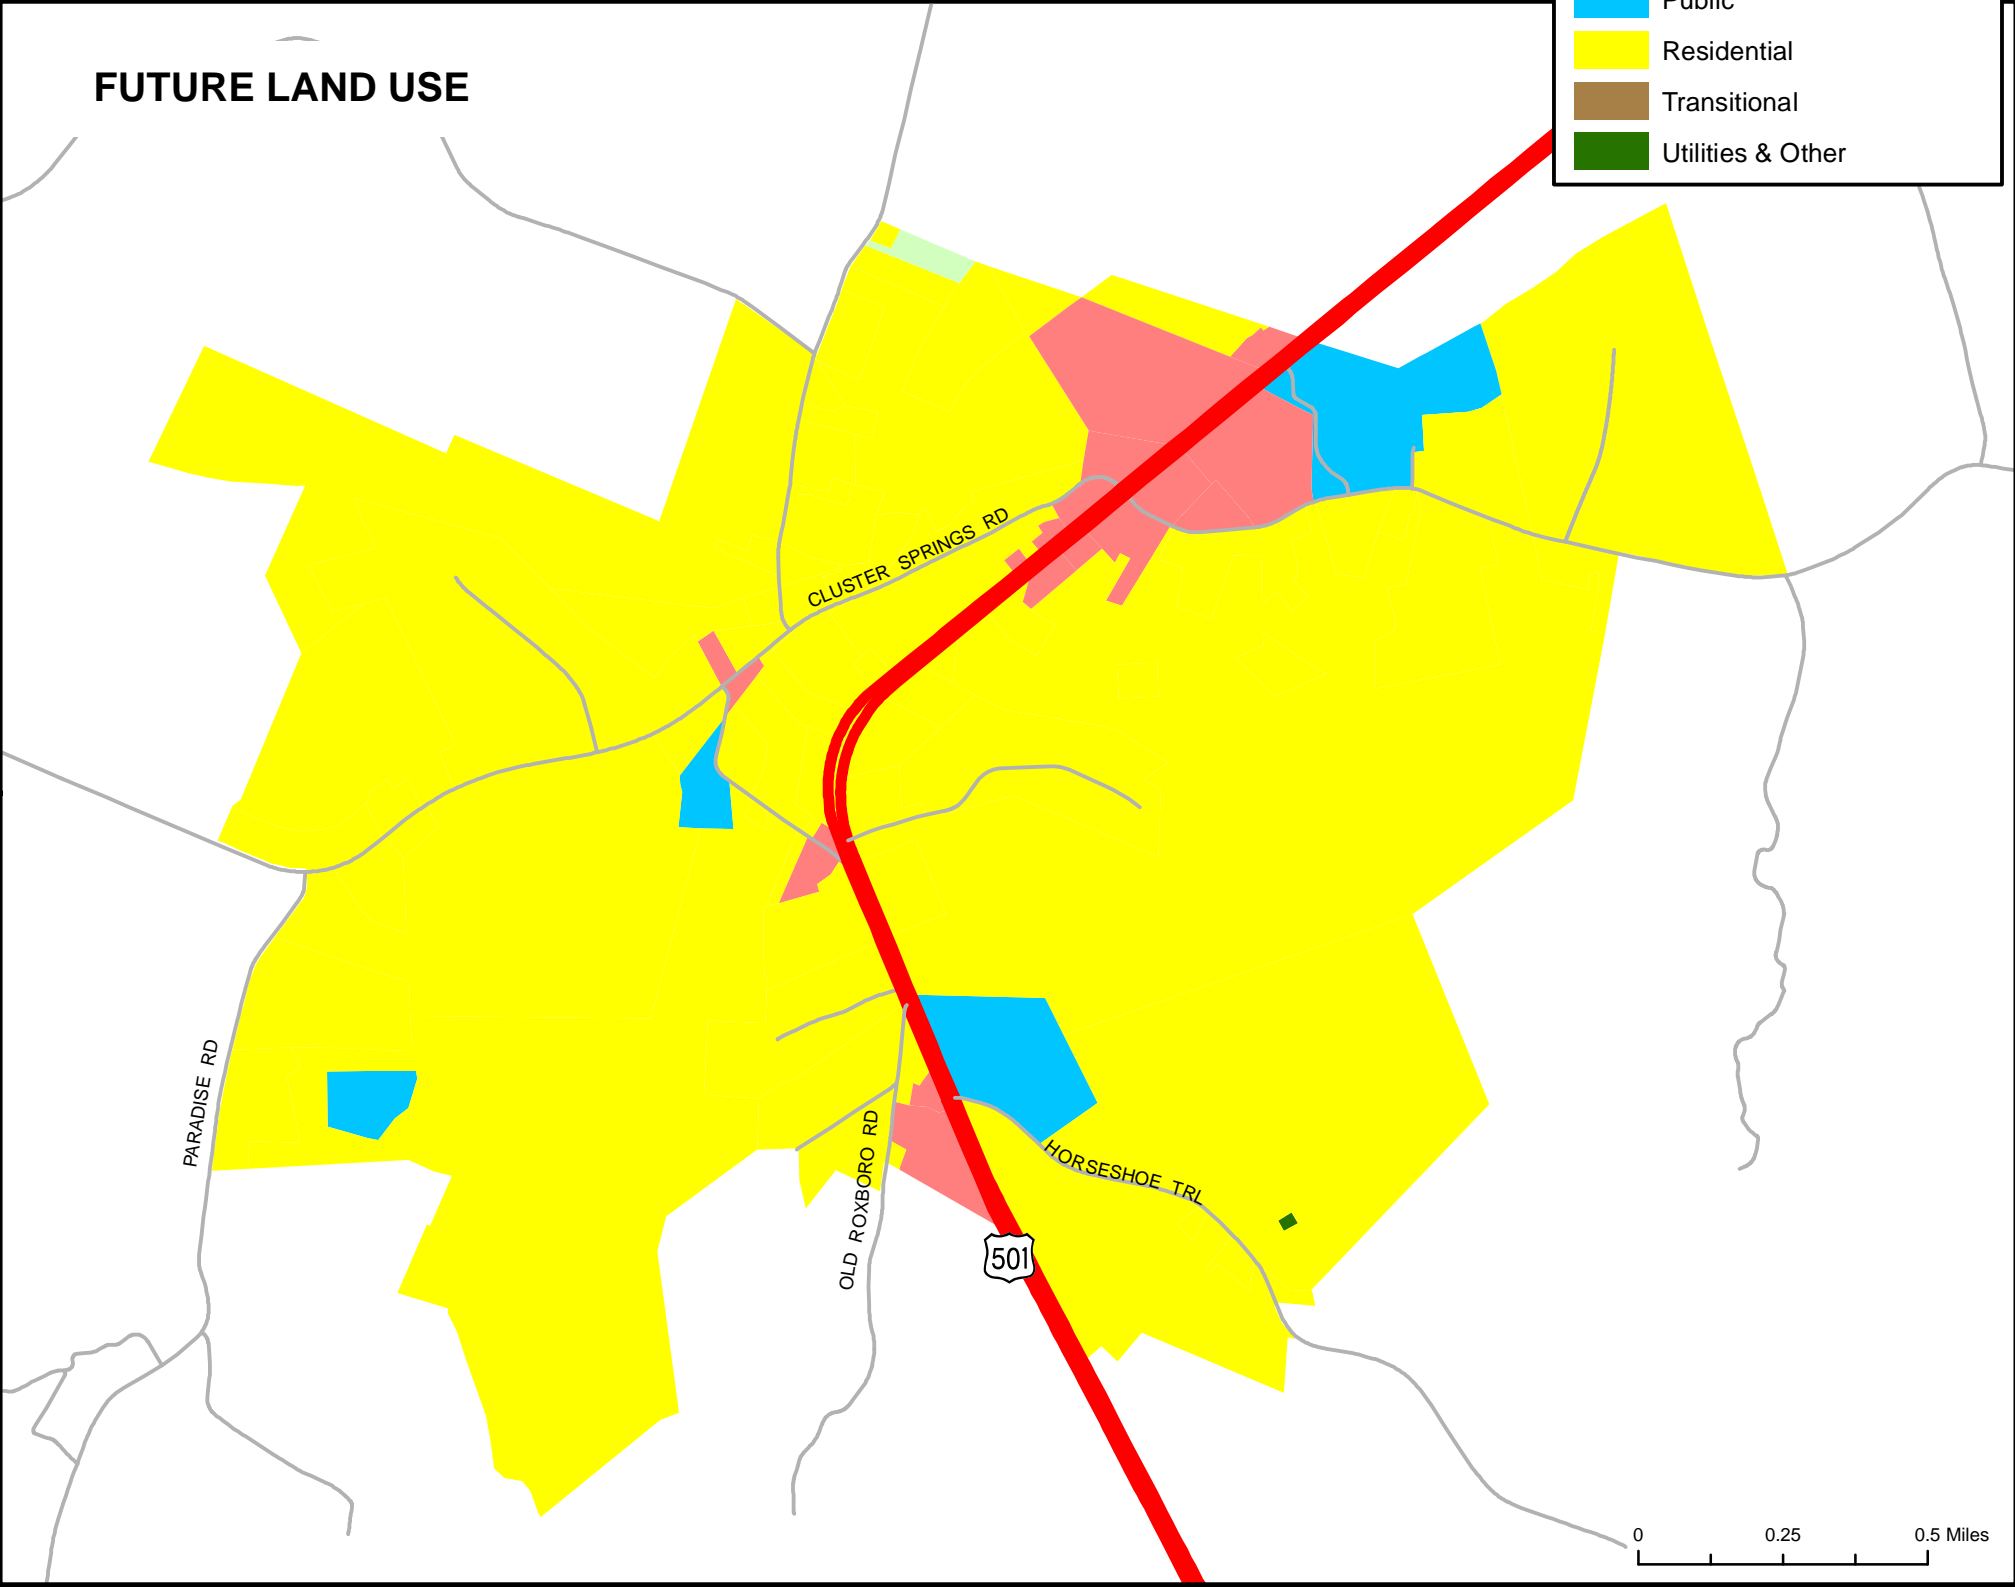 Public
Residential
Transitional
Utilities & Other
FUTURE LAND USE
CLUSTER SPRINGS RD
PARADISE RD
OLD ROXBORO RD
HORSESHOE TRL
501
0 0.25 0.5 Miles